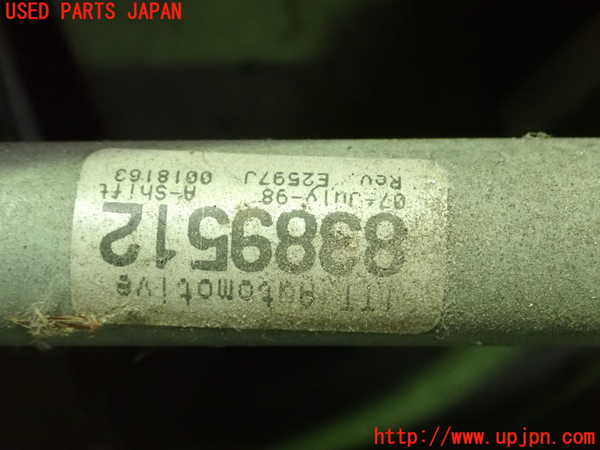 USED PARTS JAPAN
ITT Automotive
8389512
07-July-98 A-Shift
Rev. E2597J 0018163
http://www.upjpn.com/